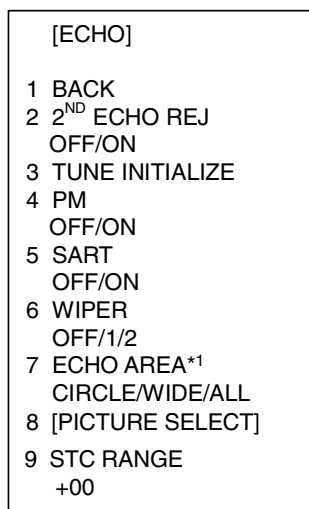 [ECHO]
1 BACK
2 2ND ECHO REJ
OFF/ON
3 TUNE INITIALIZE
4 PM
OFF/ON
5 SART
OFF/ON
6 WIPER
OFF/1/2
7 ECHO AREA*1
CIRCLE/WIDE/ALL
8 [PICTURE SELECT]
9 STC RANGE
+00